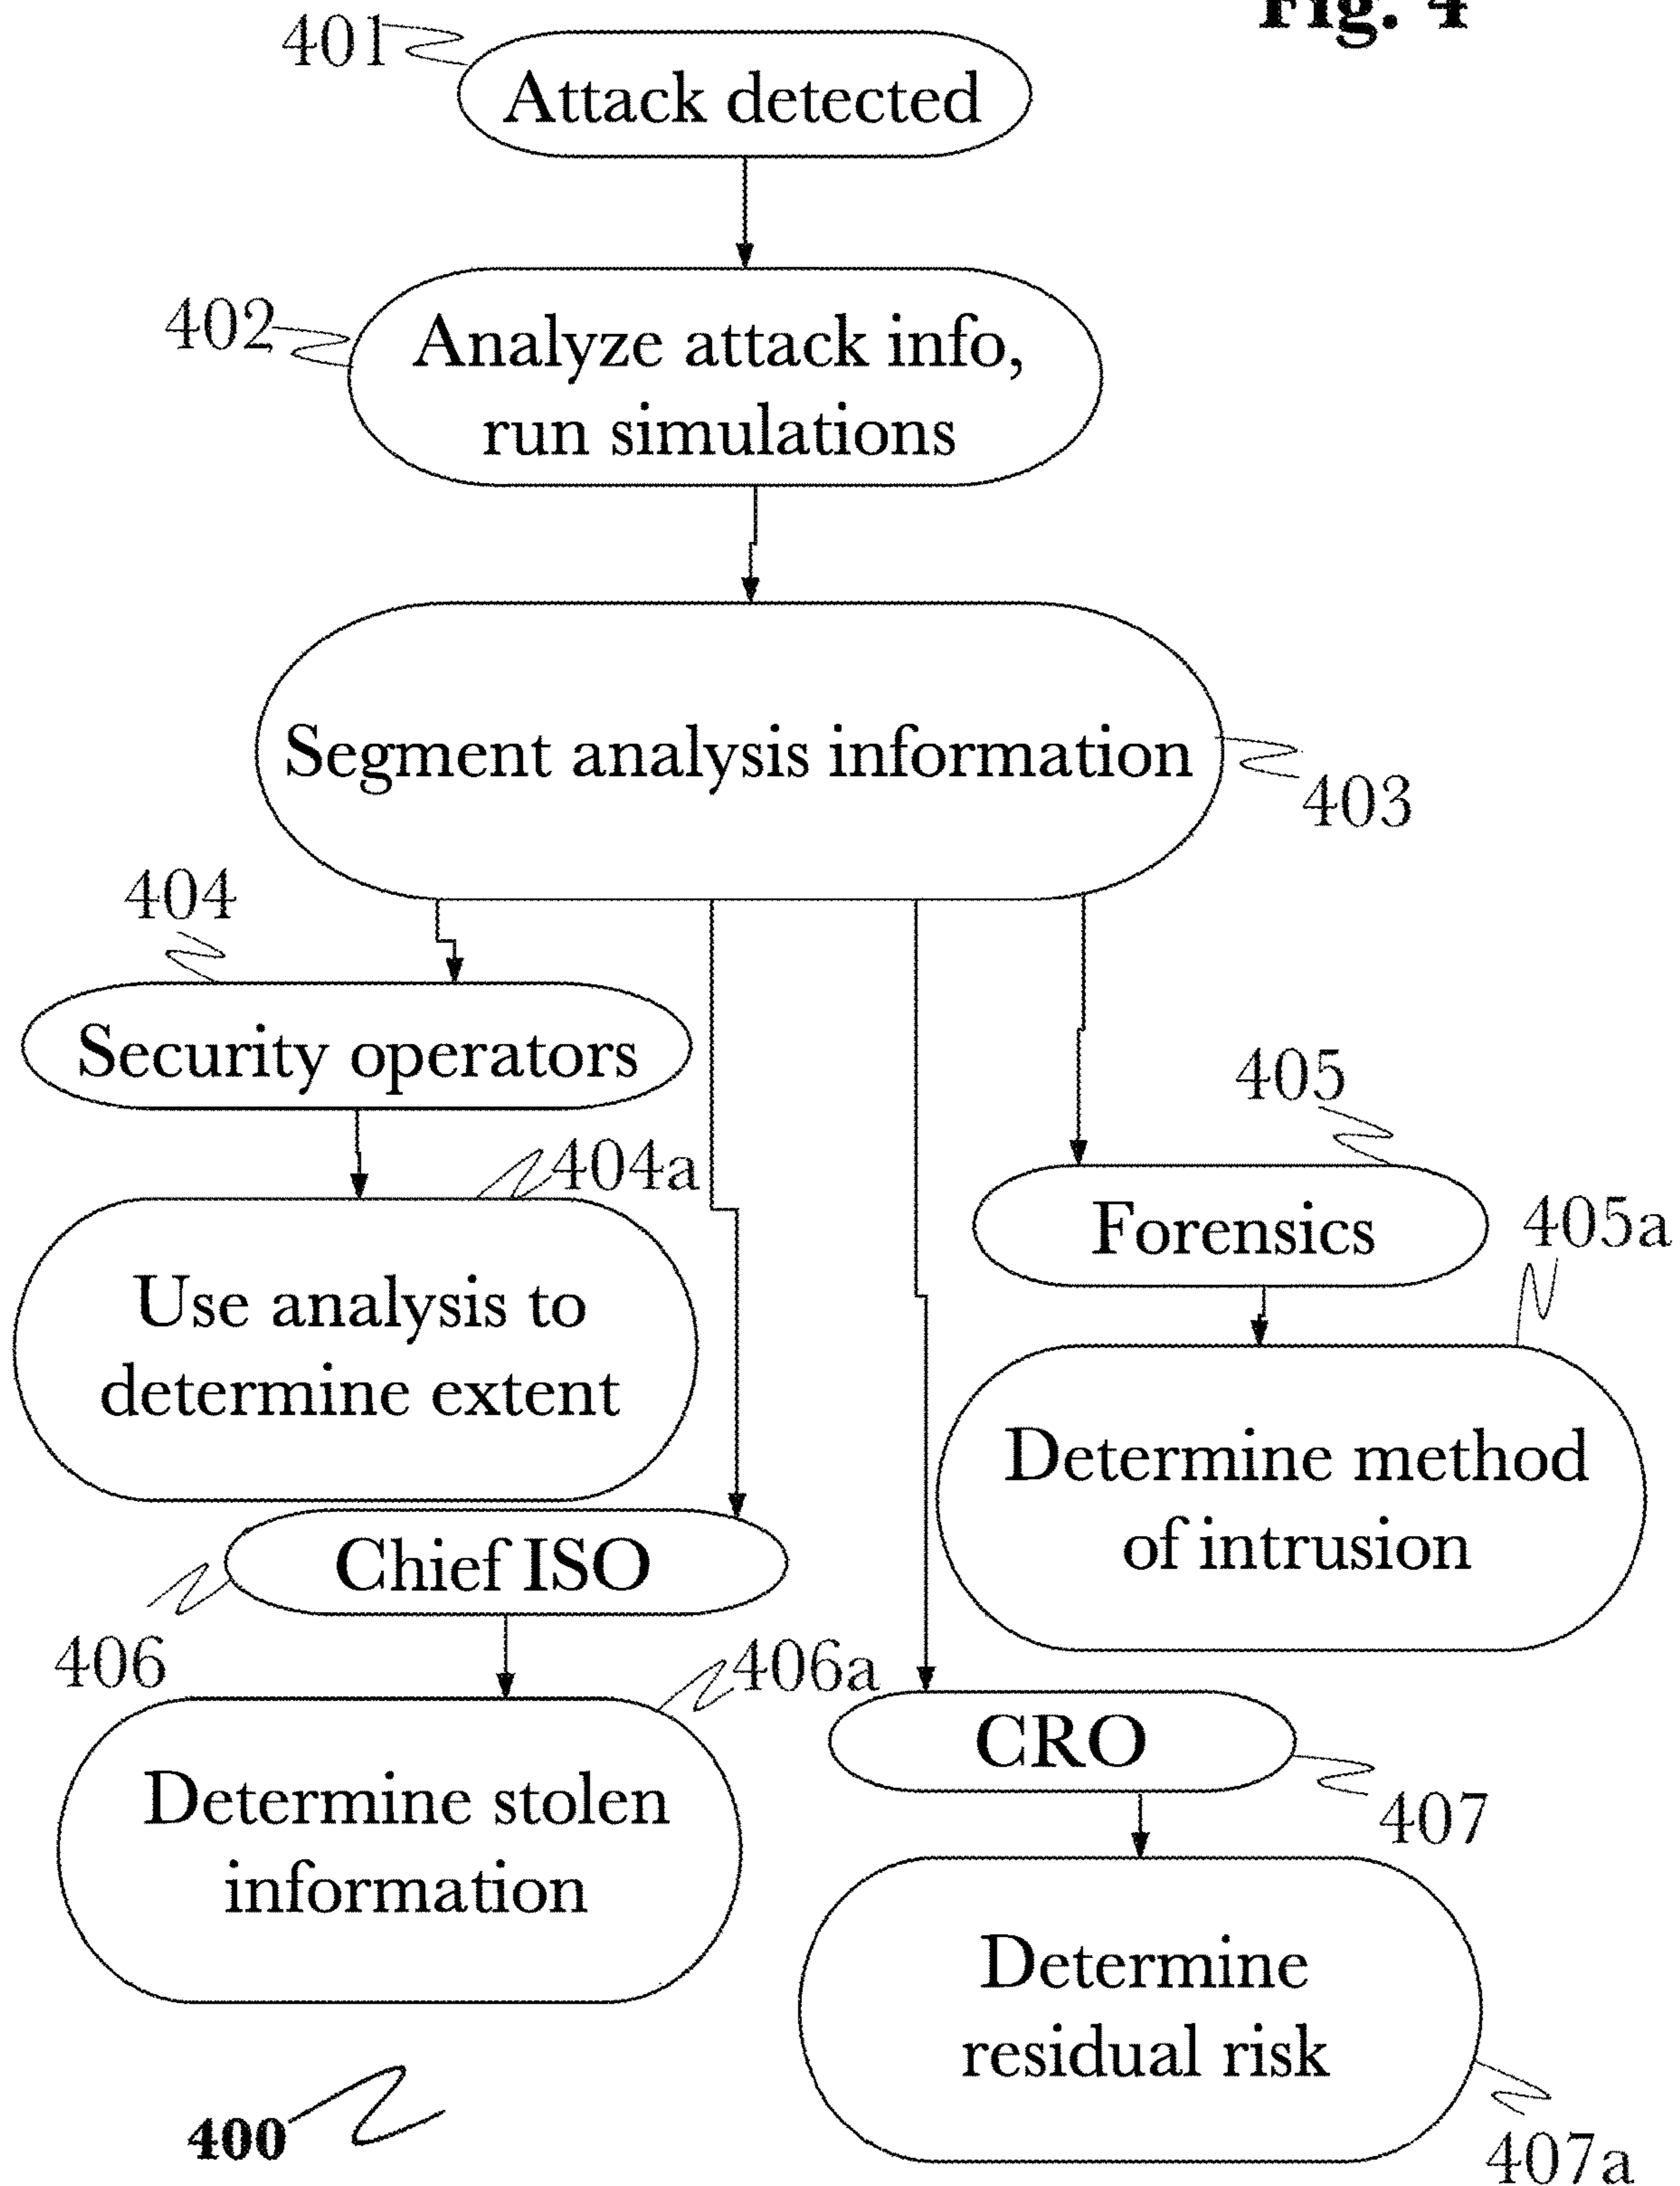 Fig. 4
401
Attack detected
402
Analyze attack info,
run simulations
Segment analysis information
403
404
Security operators
404a
Use analysis to
determine extent
405
Forensics
405a
Determine method
of intrusion
Chief ISO
406
406a
Determine stolen
information
CRO
407
Determine
residual risk
407a
400